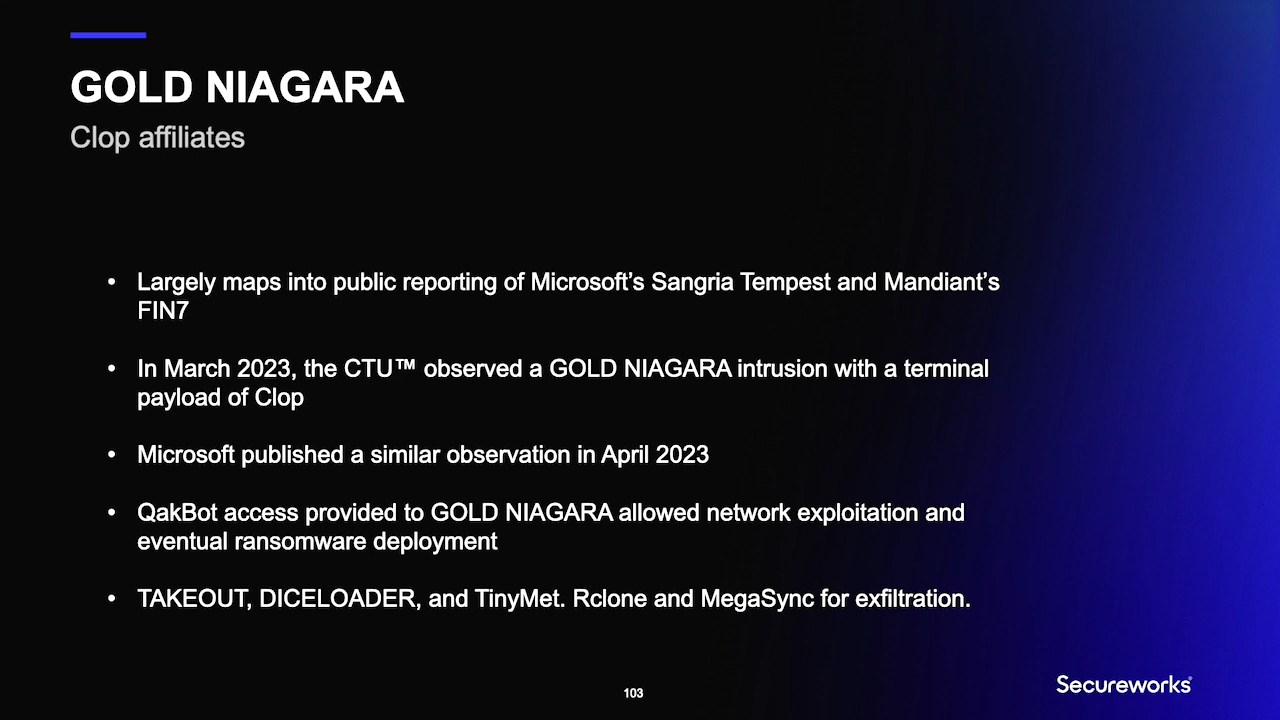 GOLD NIAGARA
Clop affiliates
• Largely maps into public reporting of Microsoft’s Sangria Tempest and Mandiant’s
FIN7
• In March 2023, the CTU™ observed a GOLD NIAGARA intrusion with a terminal
payload of Clop
• Microsoft published a similar observation in April 2023
• QakBot access provided to GOLD NIAGARA allowed network exploitation and
eventual ransomware deployment
• TAKEOUT, DICELOADER, and TinyMet. Rclone and MegaSync for exfiltration.
103
Secureworks